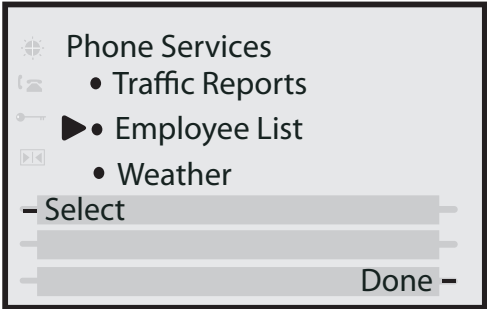 Phone Services
• Traffic Reports
• Employee List
• Weather
Select
Done